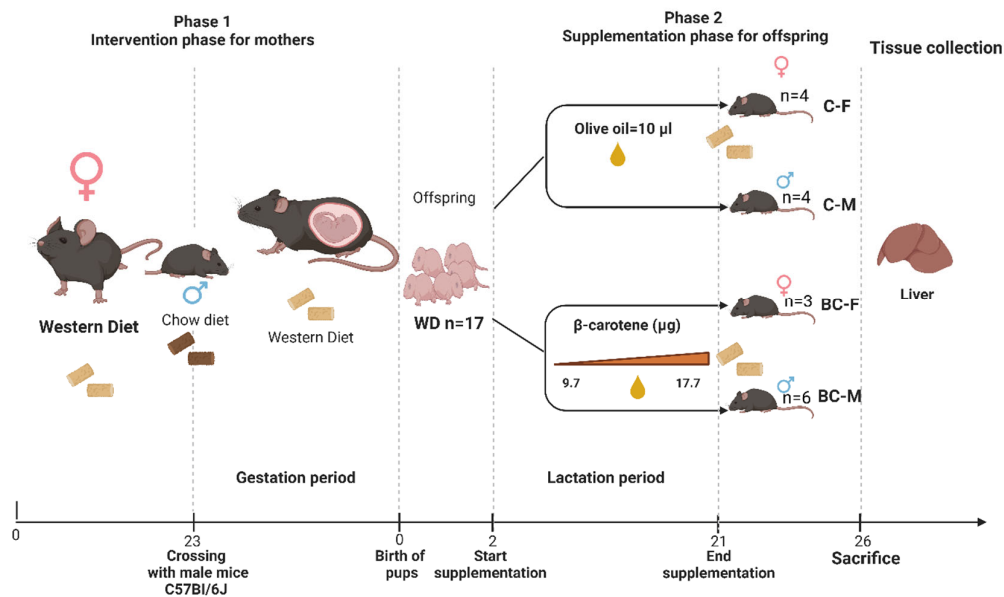 Phase 1
Intervention phase for mothers
Phase 2
Supplementation phase for offspring
Tissue collection
♀
n=4
C-F
Olive oil=10 µl
♂
n=4
C-M
♀
Offspring
♂
Chow diet
Western Diet
Western Diet
WD n=17
♀
n=3
BC-F
β-carotene (µg)
9.7
17.7
♂
n=6
BC-M
Liver
Gestation period
Lactation period
0
23
0
2
21
26
Crossing
with male mice
C57Bl/6J
Birth of
pups
Start
supplementation
End
supplementation
Sacrifice